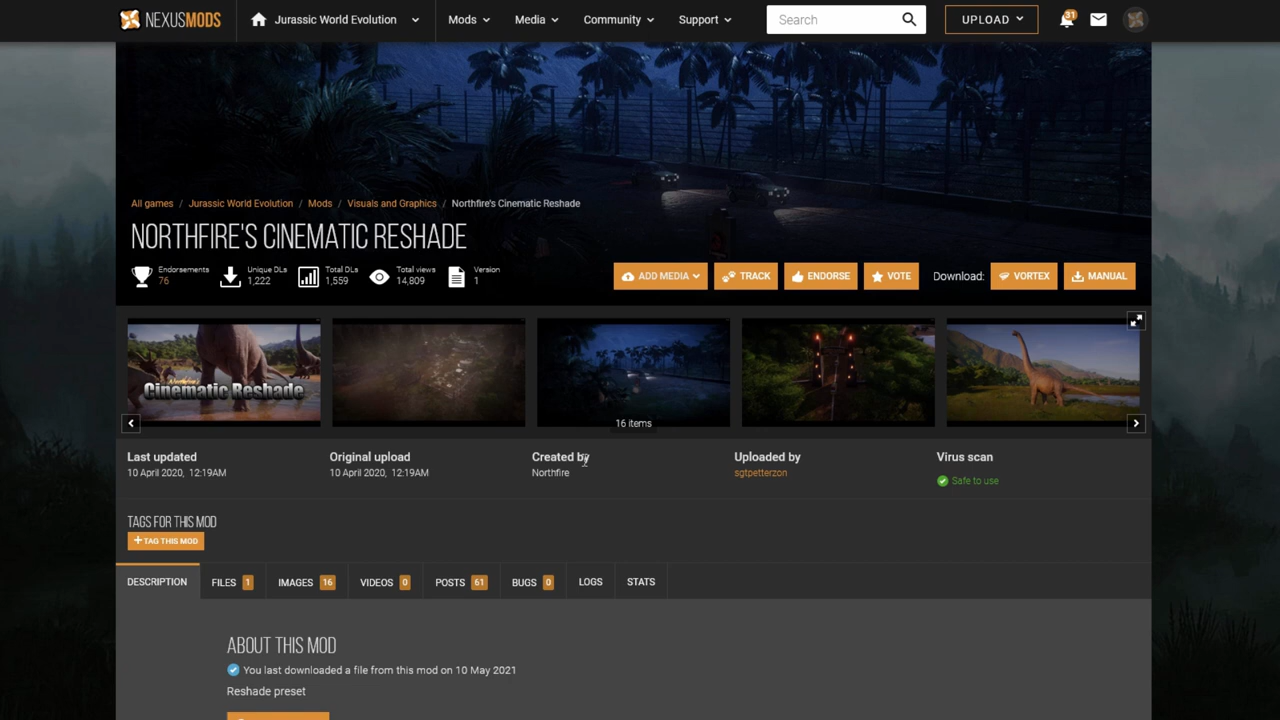 NEXUSMODS
Jurassic World Evolution
Mods
Media
Community
Support
Search
UPLOAD
31
All games / Jurassic World Evolution / Mods / Visuals and Graphics / Northfire's Cinematic Reshade
NORTHFIRE'S CINEMATIC RESHADE
Endorsements
76
Unique DLs
1,222
Total DLs
1,559
Total views
14,809
Version
1
ADD MEDIA
TRACK
ENDORSE
VOTE
Download:
VORTEX
MANUAL
Northfire's
Cinematic Reshade
16 items
Last updated
10 April 2020, 12:19AM
Original upload
10 April 2020, 12:19AM
Created by
Northfire
Uploaded by
sgtpetterzon
Virus scan
Safe to use
TAGS FOR THIS MOD
+ TAG THIS MOD
DESCRIPTION
FILES 1
IMAGES 16
VIDEOS 0
POSTS 61
BUGS 0
LOGS
STATS
ABOUT THIS MOD
You last downloaded a file from this mod on 10 May 2021
Reshade preset